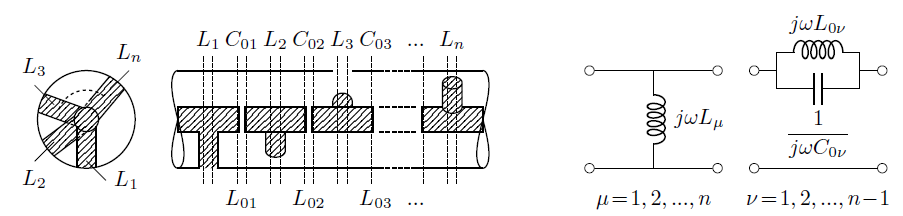 L₃
Lₙ
L₂
L₁
L₁ C₀₁ L₂ C₀₂ L₃ C₀₃ ... Lₙ
L₀₁ L₀₂ L₀₃ ...
jωL_μ
μ=1, 2, ..., n
jωL₀ν
1
jωC₀ν
ν=1, 2, ..., n−1